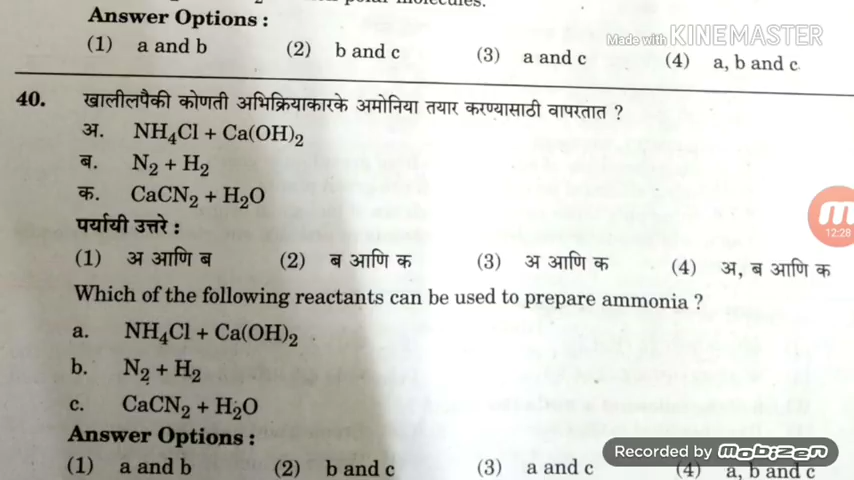 polar molecules.
Answer Options :
(1) a and b (2) b and c (3) a and c (4) a, b and c
Made with KINEMASTER
40. खालीलपैकी कोणती अभिक्रियाकारके अमोनिया तयार करण्यासाठी वापरतात ?
अ. NH₄Cl + Ca(OH)₂
ब. N₂ + H₂
क. CaCN₂ + H₂O
पर्यायी उत्तरे :
(1) अ आणि ब (2) ब आणि क (3) अ आणि क (4) अ, ब आणि क
12:28
Which of the following reactants can be used to prepare ammonia ?
a. NH₄Cl + Ca(OH)₂
b. N₂ + H₂
c. CaCN₂ + H₂O
Answer Options :
(1) a and b (2) b and c (3) a and c (4) a, b and c
Recorded by mobizen